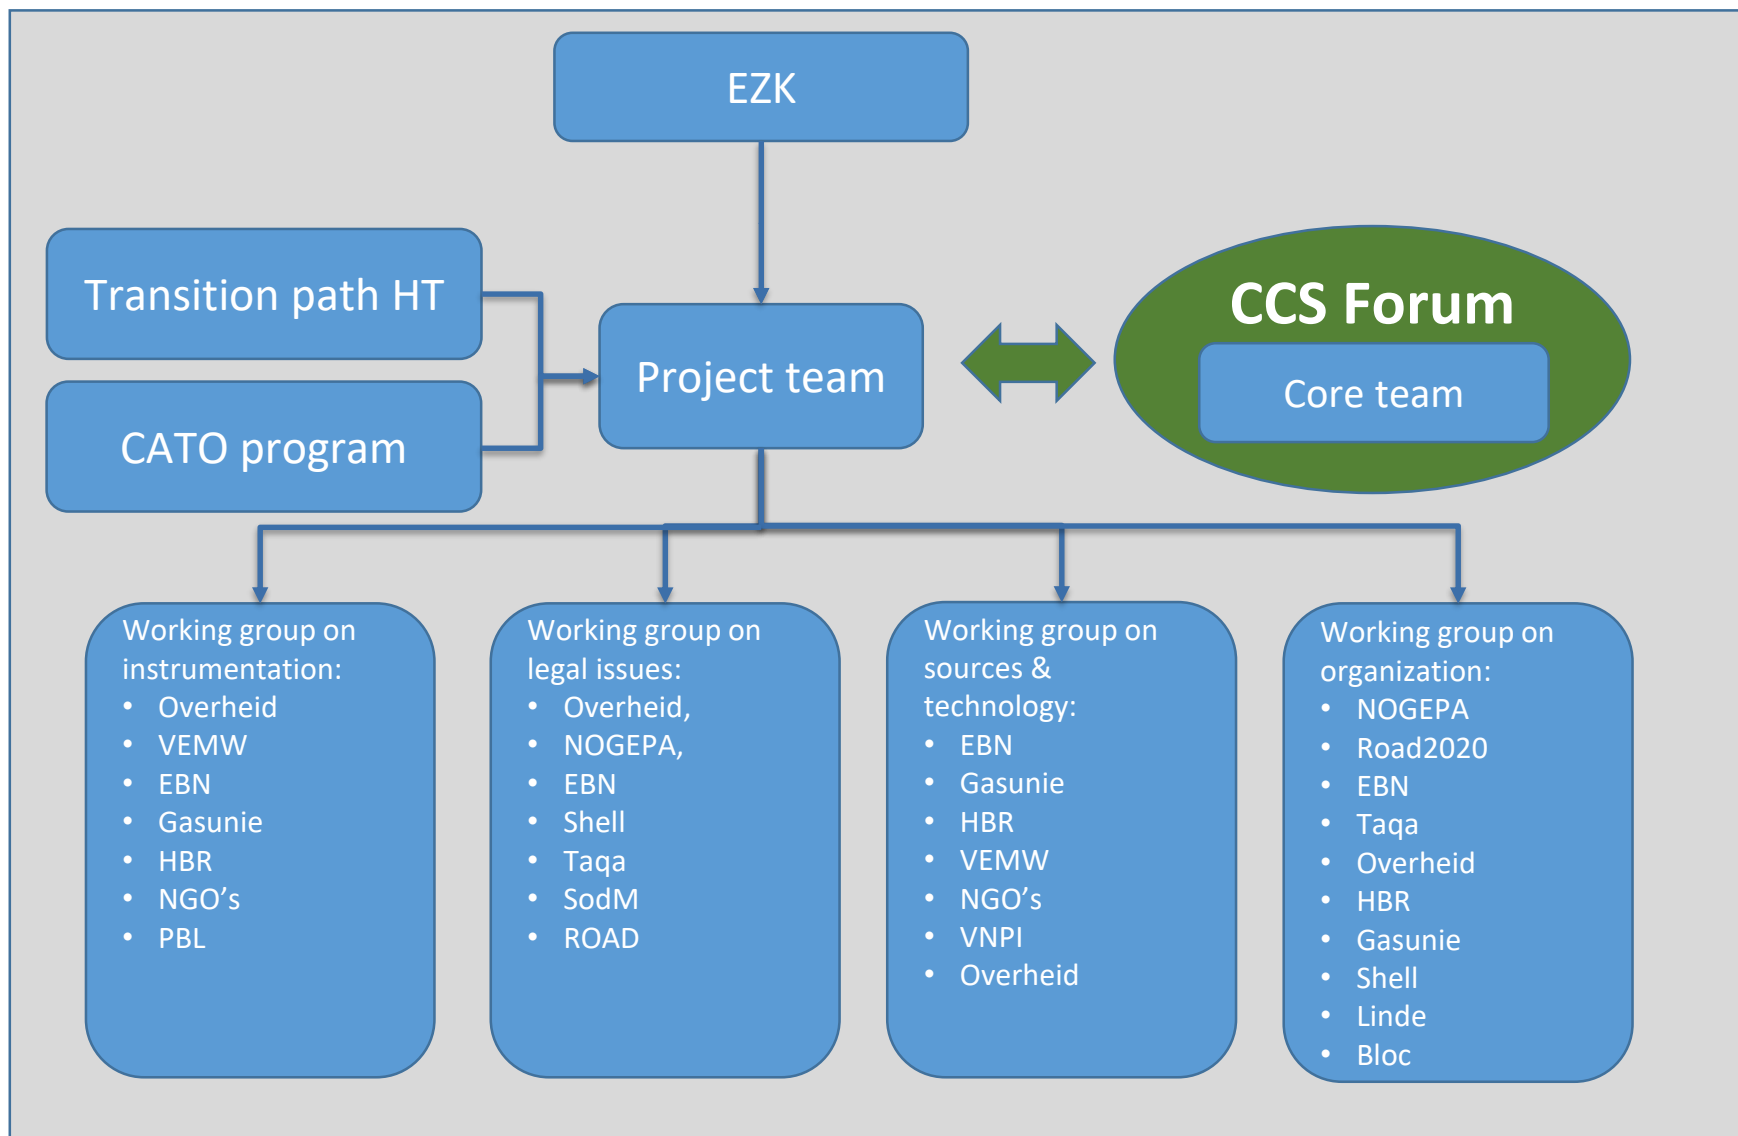 EZK
Transition path HT
CATO program
Project team
CCS Forum
Core team
Working group on
instrumentation:
• Overheid
• VEMW
• EBN
• Gasunie
• HBR
• NGO’s
• PBL
Working group on
legal issues:
• Overheid,
• NOGEPA,
• EBN
• Shell
• Taqa
• SodM
• ROAD
Working group on
sources &
technology:
• EBN
• Gasunie
• HBR
• VEMW
• NGO’s
• VNPI
• Overheid
Working group on
organization:
• NOGEPA
• Road2020
• EBN
• Taqa
• Overheid
• HBR
• Gasunie
• Shell
• Linde
• Bloc